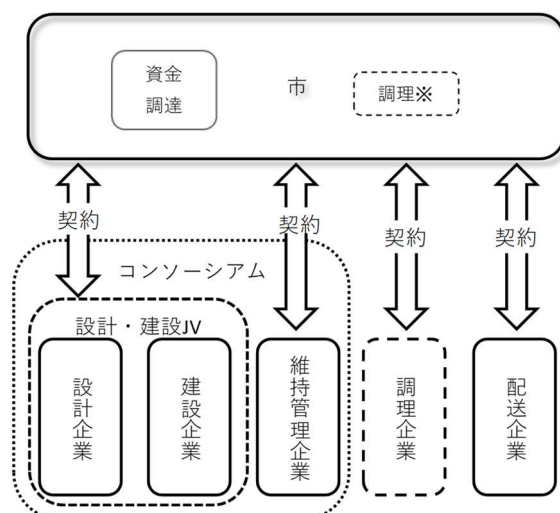 資金
調達
市
調理※
契約
契約
契約
契約
コンソーシアム
設計・建設JV
設計企業
建設企業
維持管理企業
調理企業
配送企業